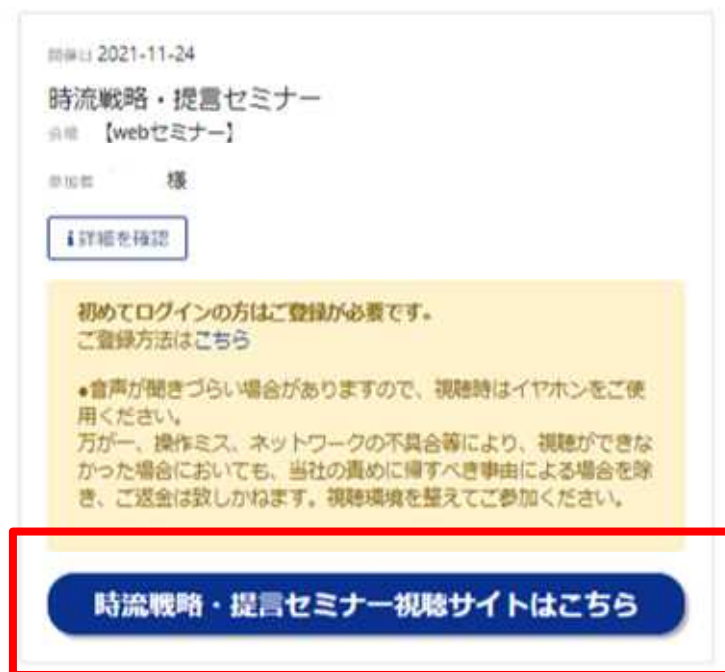 開催日 2021-11-24
時流戦略・提言セミナー
会場 【webセミナー】
参加者 様
i 詳細を確認
初めてログインの方はご登録が必要です。
ご登録方法はこちら
●音声が聞きづらい場合がありますので、視聴時はイヤホンをご使
用ください。
万が一、操作ミス、ネットワークの不具合等により、視聴ができな
かった場合においても、当社の責めに帰すべき事由による場合を除
き、ご返金は致しかねます。視聴環境を整えてご参加ください。
時流戦略・提言セミナー視聴サイトはこちら